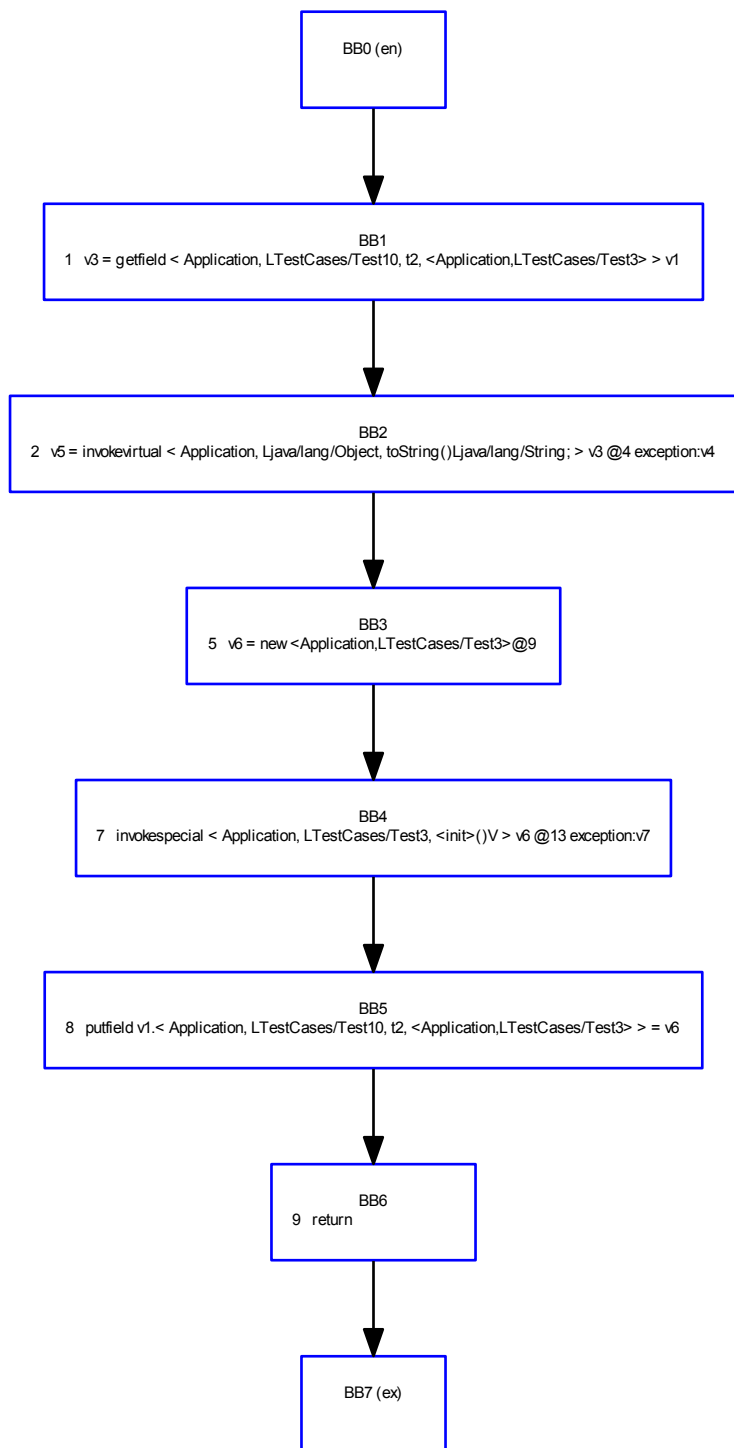 BB0 (en)
BB1
1 v3 = getfield < Application, LTestCases/Test10, t2, <Application,LTestCases/Test3> > v1
BB2
2 v5 = invokevirtual < Application, Ljava/lang/Object, toString()Ljava/lang/String; > v3 @4 exception:v4
BB3
5 v6 = new <Application,LTestCases/Test3>@9
BB4
7 invokespecial < Application, LTestCases/Test3, <init>()V > v6 @13 exception:v7
BB5
8 putfield v1.< Application, LTestCases/Test10, t2, <Application,LTestCases/Test3> > = v6
BB6
9 return
BB7 (ex)